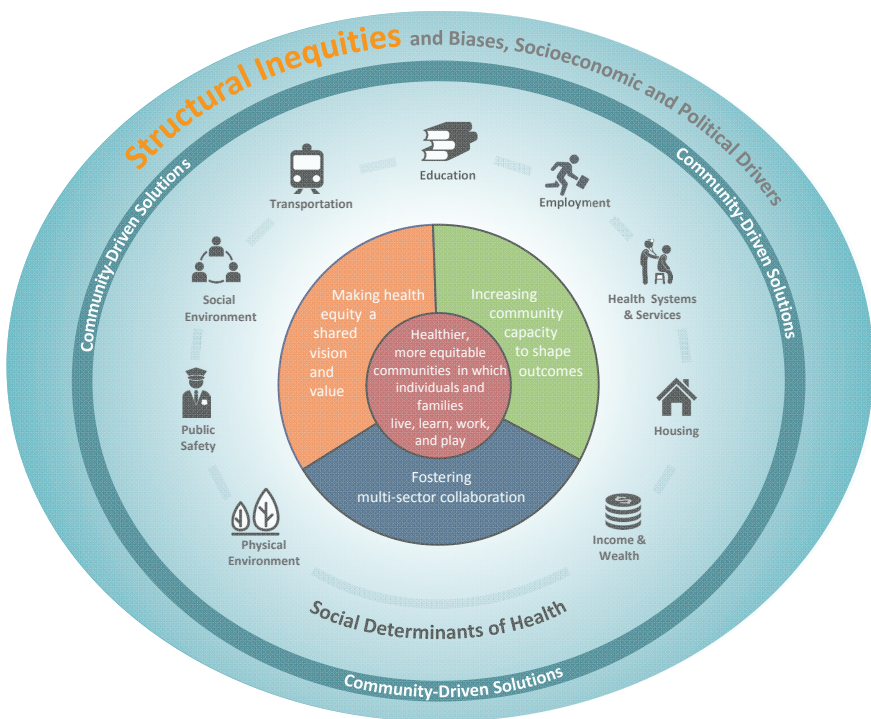 Structural Inequities and Biases, Socioeconomic and Political Drivers
Community-Driven Solutions
Community-Driven Solutions
Education
Transportation
Employment
Social
Environment
Health Systems
& Services
Public
Safety
Housing
Physical
Environment
Income &
Wealth
Making health
equity a
shared
vision
and
value
Increasing
community
capacity
to shape
outcomes
Healthier,
more equitable
communities in which
individuals and
families
live, learn, work,
and play
Fostering
multi-sector collaboration
Social Determinants of Health
Community-Driven Solutions